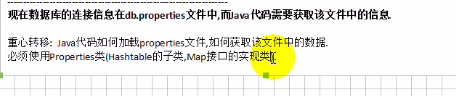 现在数据库的连接信息在db.properties文件中,而Java代码需要获取该文件中的信息.
重心转移: Java代码如何加载properties文件,如何获取该文件中的数据.
必须使用Properties类(Hashtable的子类,Map接口的实现类)